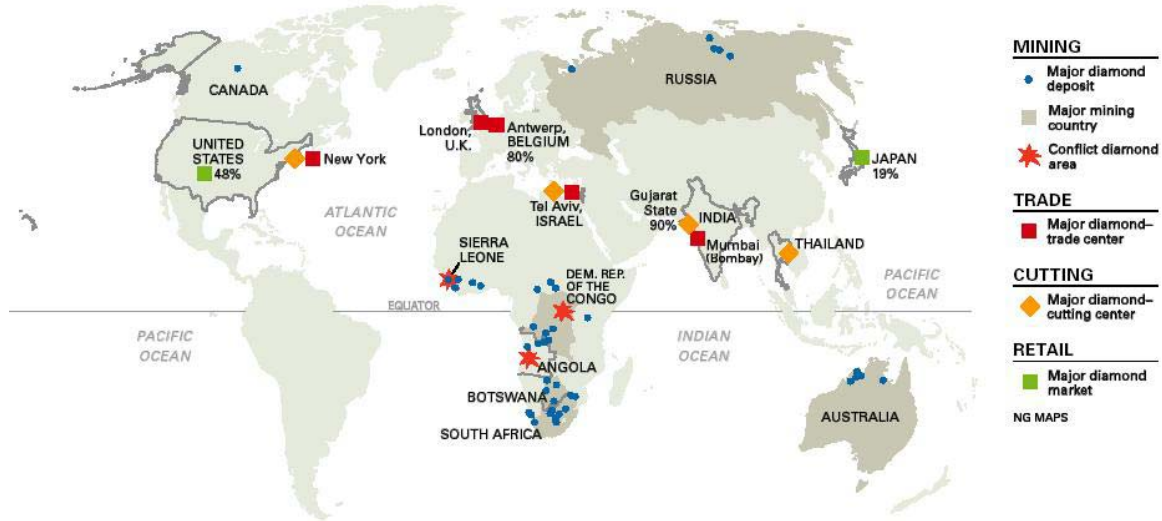 CANADA
UNITED
STATES
48%
New York
ATLANTIC
OCEAN
PACIFIC
OCEAN
EQUATOR
London,
U.K.
Antwerp,
BELGIUM
80%
Tel Aviv,
ISRAEL
SIERRA
LEONE
DEM. REP.
OF THE
CONGO
ANGOLA
BOTSWANA
SOUTH AFRICA
RUSSIA
Gujarat
State
90%
INDIA
Mumbai
(Bombay)
THAILAND
JAPAN
19%
PACIFIC
OCEAN
INDIAN
OCEAN
AUSTRALIA
MINING
Major diamond
deposit
Major mining
country
Conflict diamond
area
TRADE
Major diamond–
trade center
CUTTING
Major diamond–
cutting center
RETAIL
Major diamond
market
NG MAPS